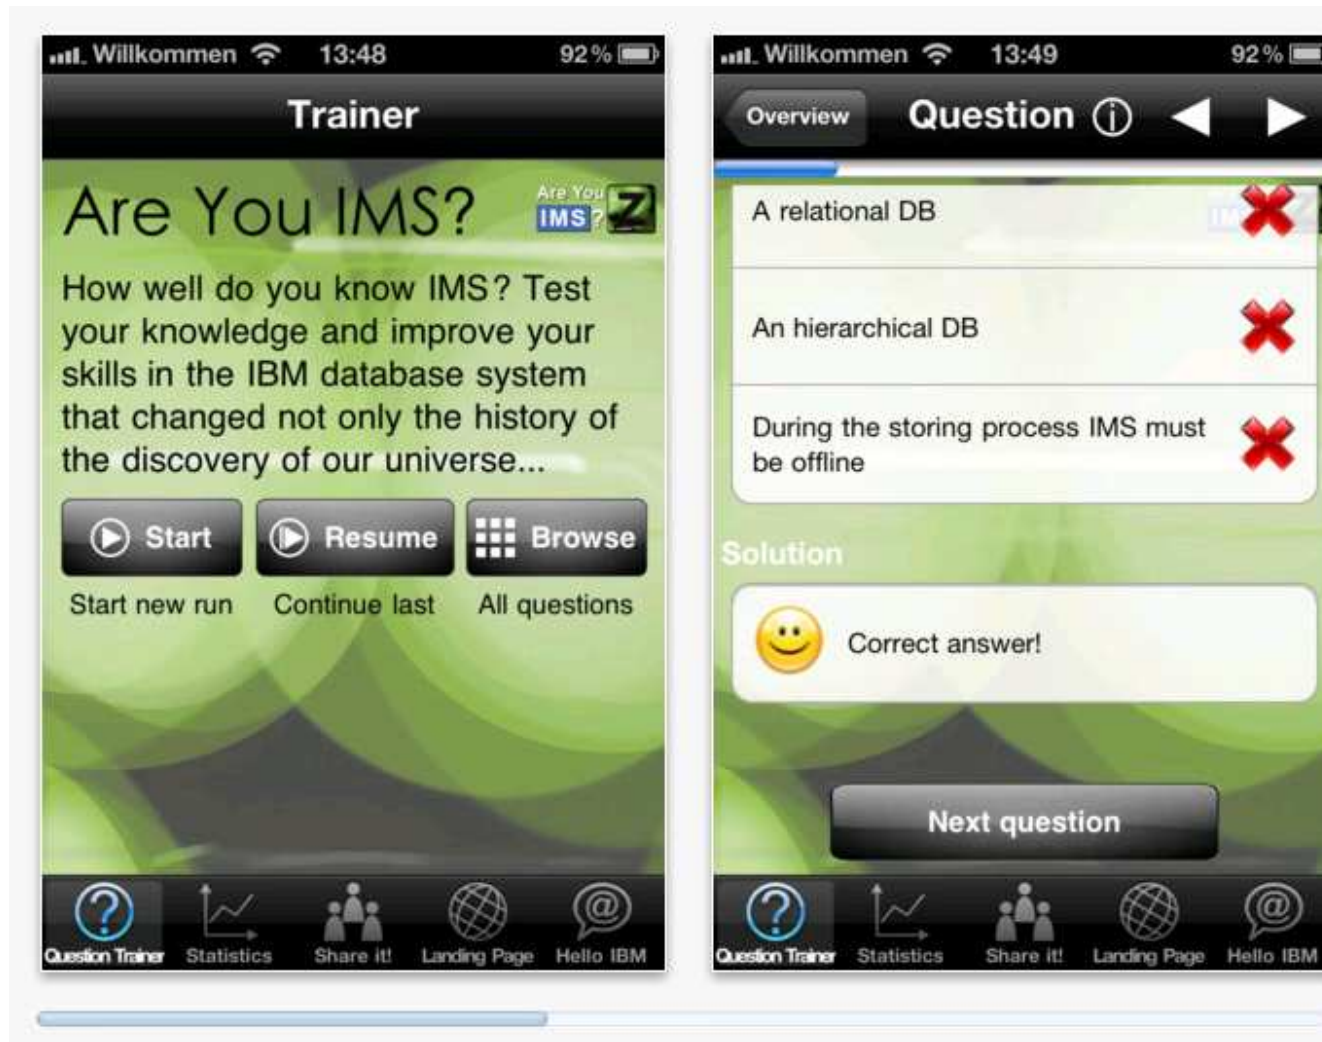 Willkommen 13:48 92%
Trainer
Are You IMS?
Are You
IMS?
Z
How well do you know IMS? Test
your knowledge and improve your
skills in the IBM database system
that changed not only the history of
the discovery of our universe...
Start Resume Browse
Start new run Continue last All questions
Question Trainer Statistics Share it! Landing Page Hello IBM
Willkommen 13:49 92%
Overview Question
A relational DB
An hierarchical DB
During the storing process IMS must
be offline
Solution
Correct answer!
Next question
Question Trainer Statistics Share it! Landing Page Hello IBM